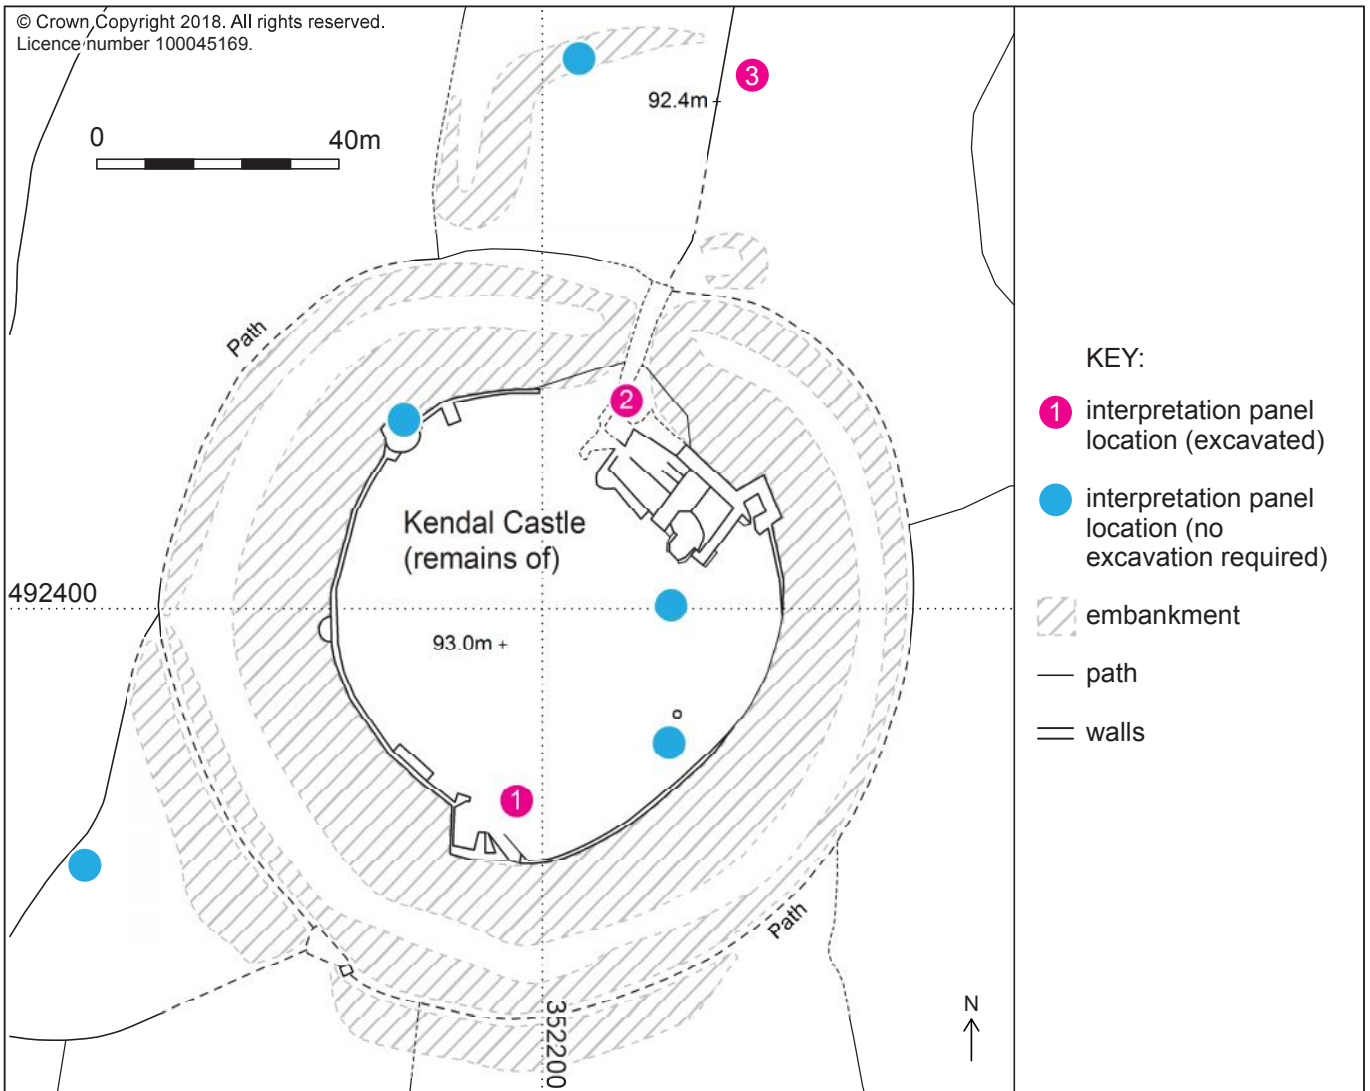 © Crown Copyright 2018. All rights reserved.
Licence number 100045169.
0 40m
3
92.4m +
Path
2
Kendal Castle
(remains of)
492400
93.0m +
1
Path
352200
N
KEY:
1 interpretation panel
location (excavated)
interpretation panel
location (no
excavation required)
embankment
path
walls